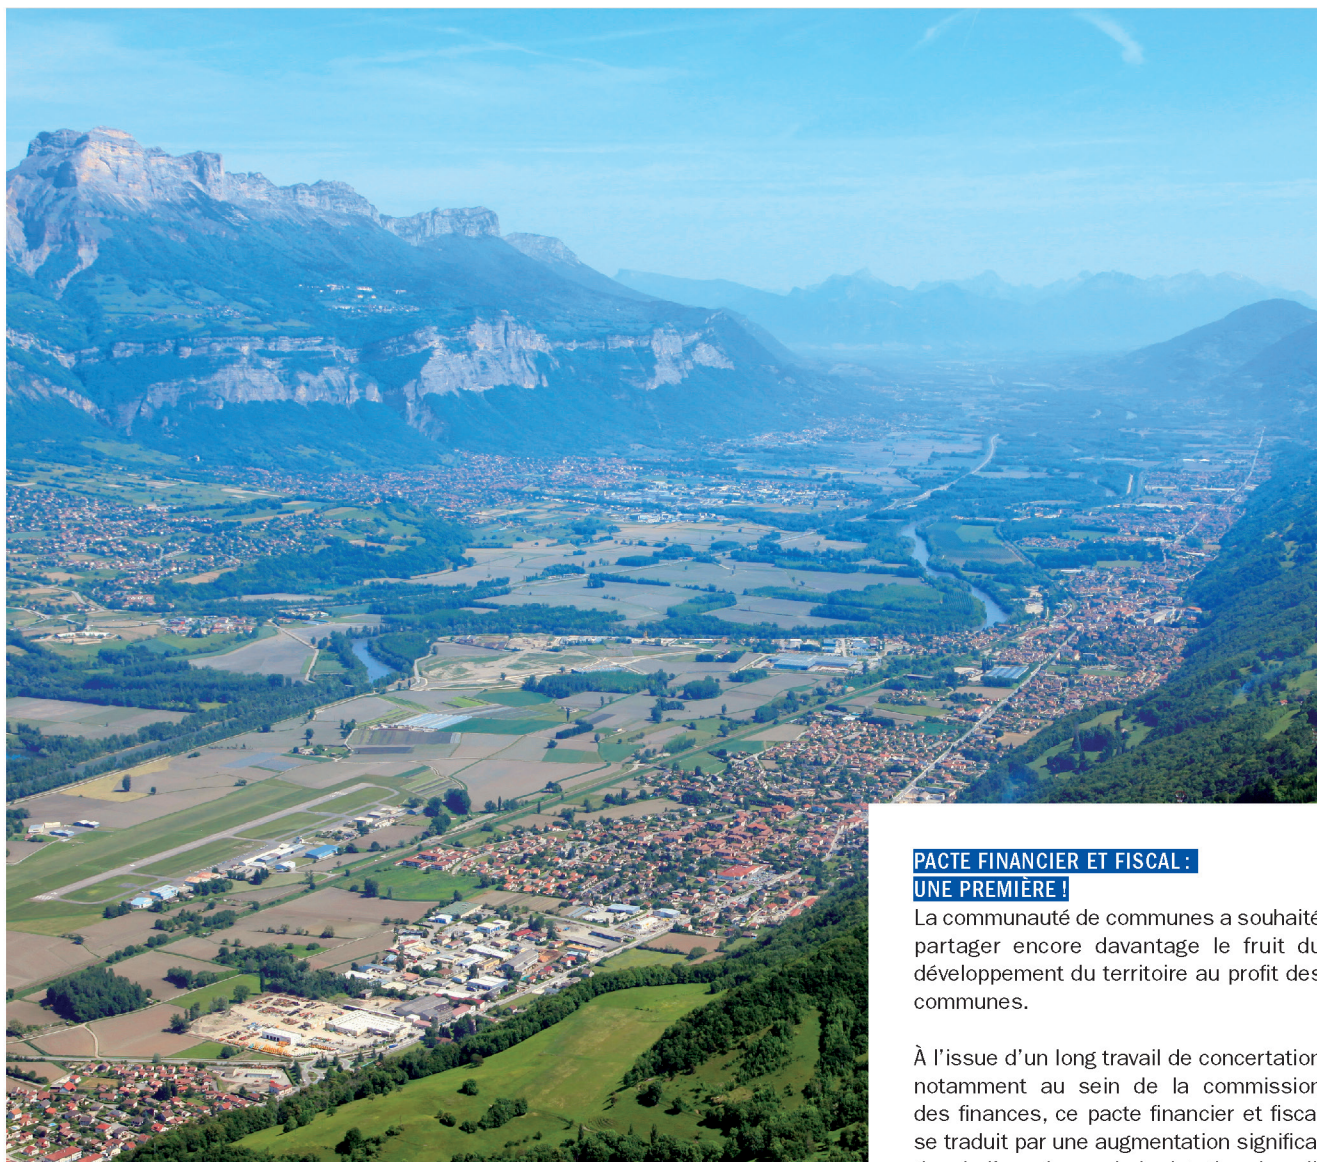 PACTE FINANCIER ET FISCAL :
UNE PREMIÈRE !
La communauté de communes a souhaité
partager encore davantage le fruit du
développement du territoire au profit des
communes.
À l’issue d’un long travail de concertation
notamment au sein de la commission
des finances, ce pacte financier et fisca
se traduit par une augmentation significa